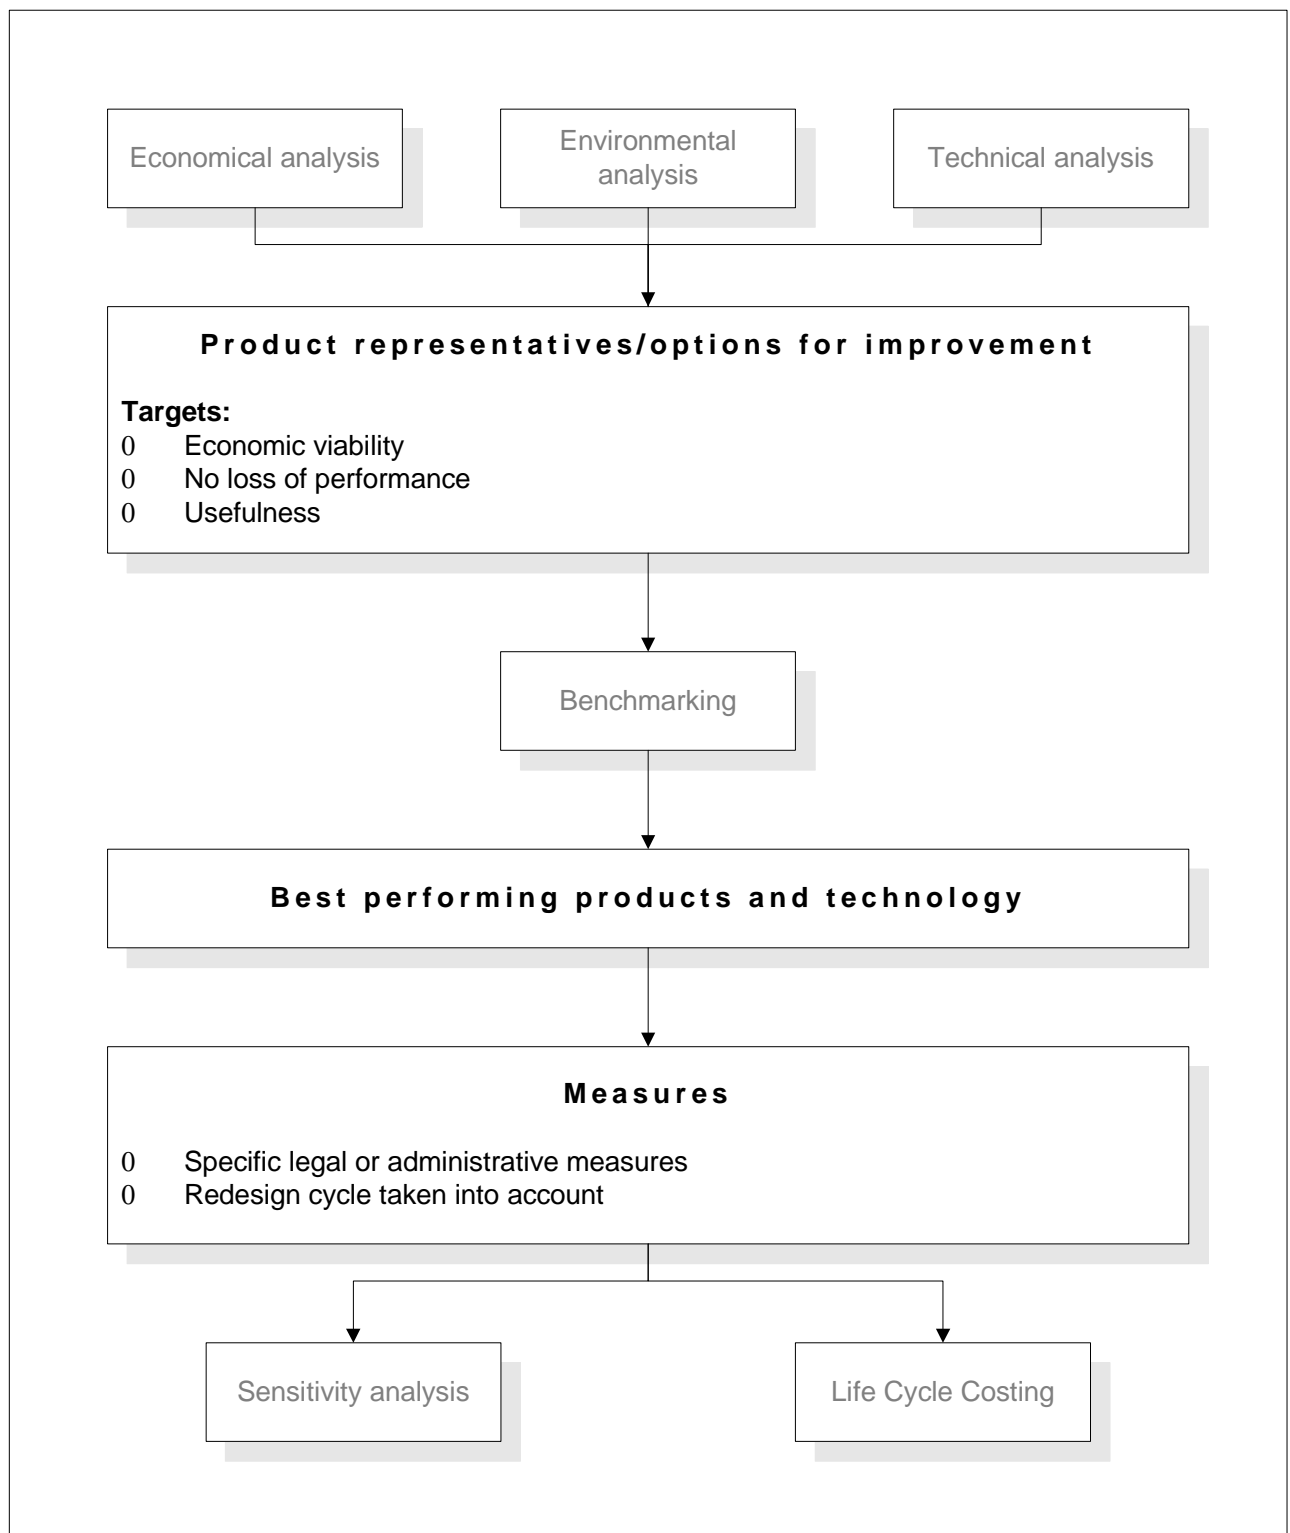 Economical analysis
Environmental
analysis
Technical analysis
Product representatives/options for improvement
Targets:
0 Economic viability
0 No loss of performance
0 Usefulness
Benchmarking
Best performing products and technology
Measures
0 Specific legal or administrative measures
0 Redesign cycle taken into account
Sensitivity analysis
Life Cycle Costing